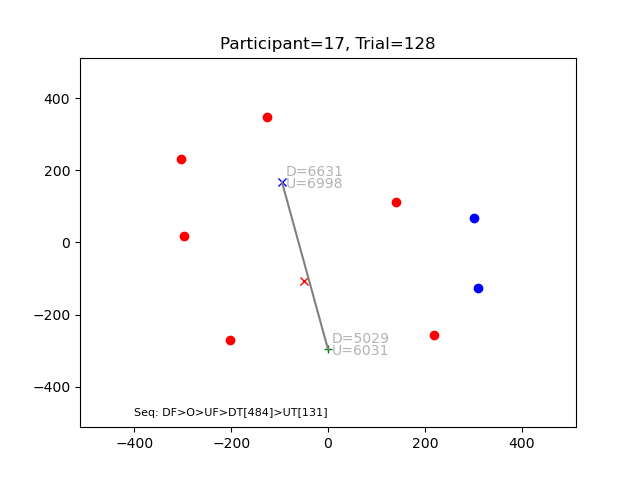 Participant=17, Trial=128
400
200
0
−200
−400
D=6631
U=6998
D=5029
U=6031
Seq: DF>O>UF>DT[484]>UT[131]
−400
−200
0
200
400